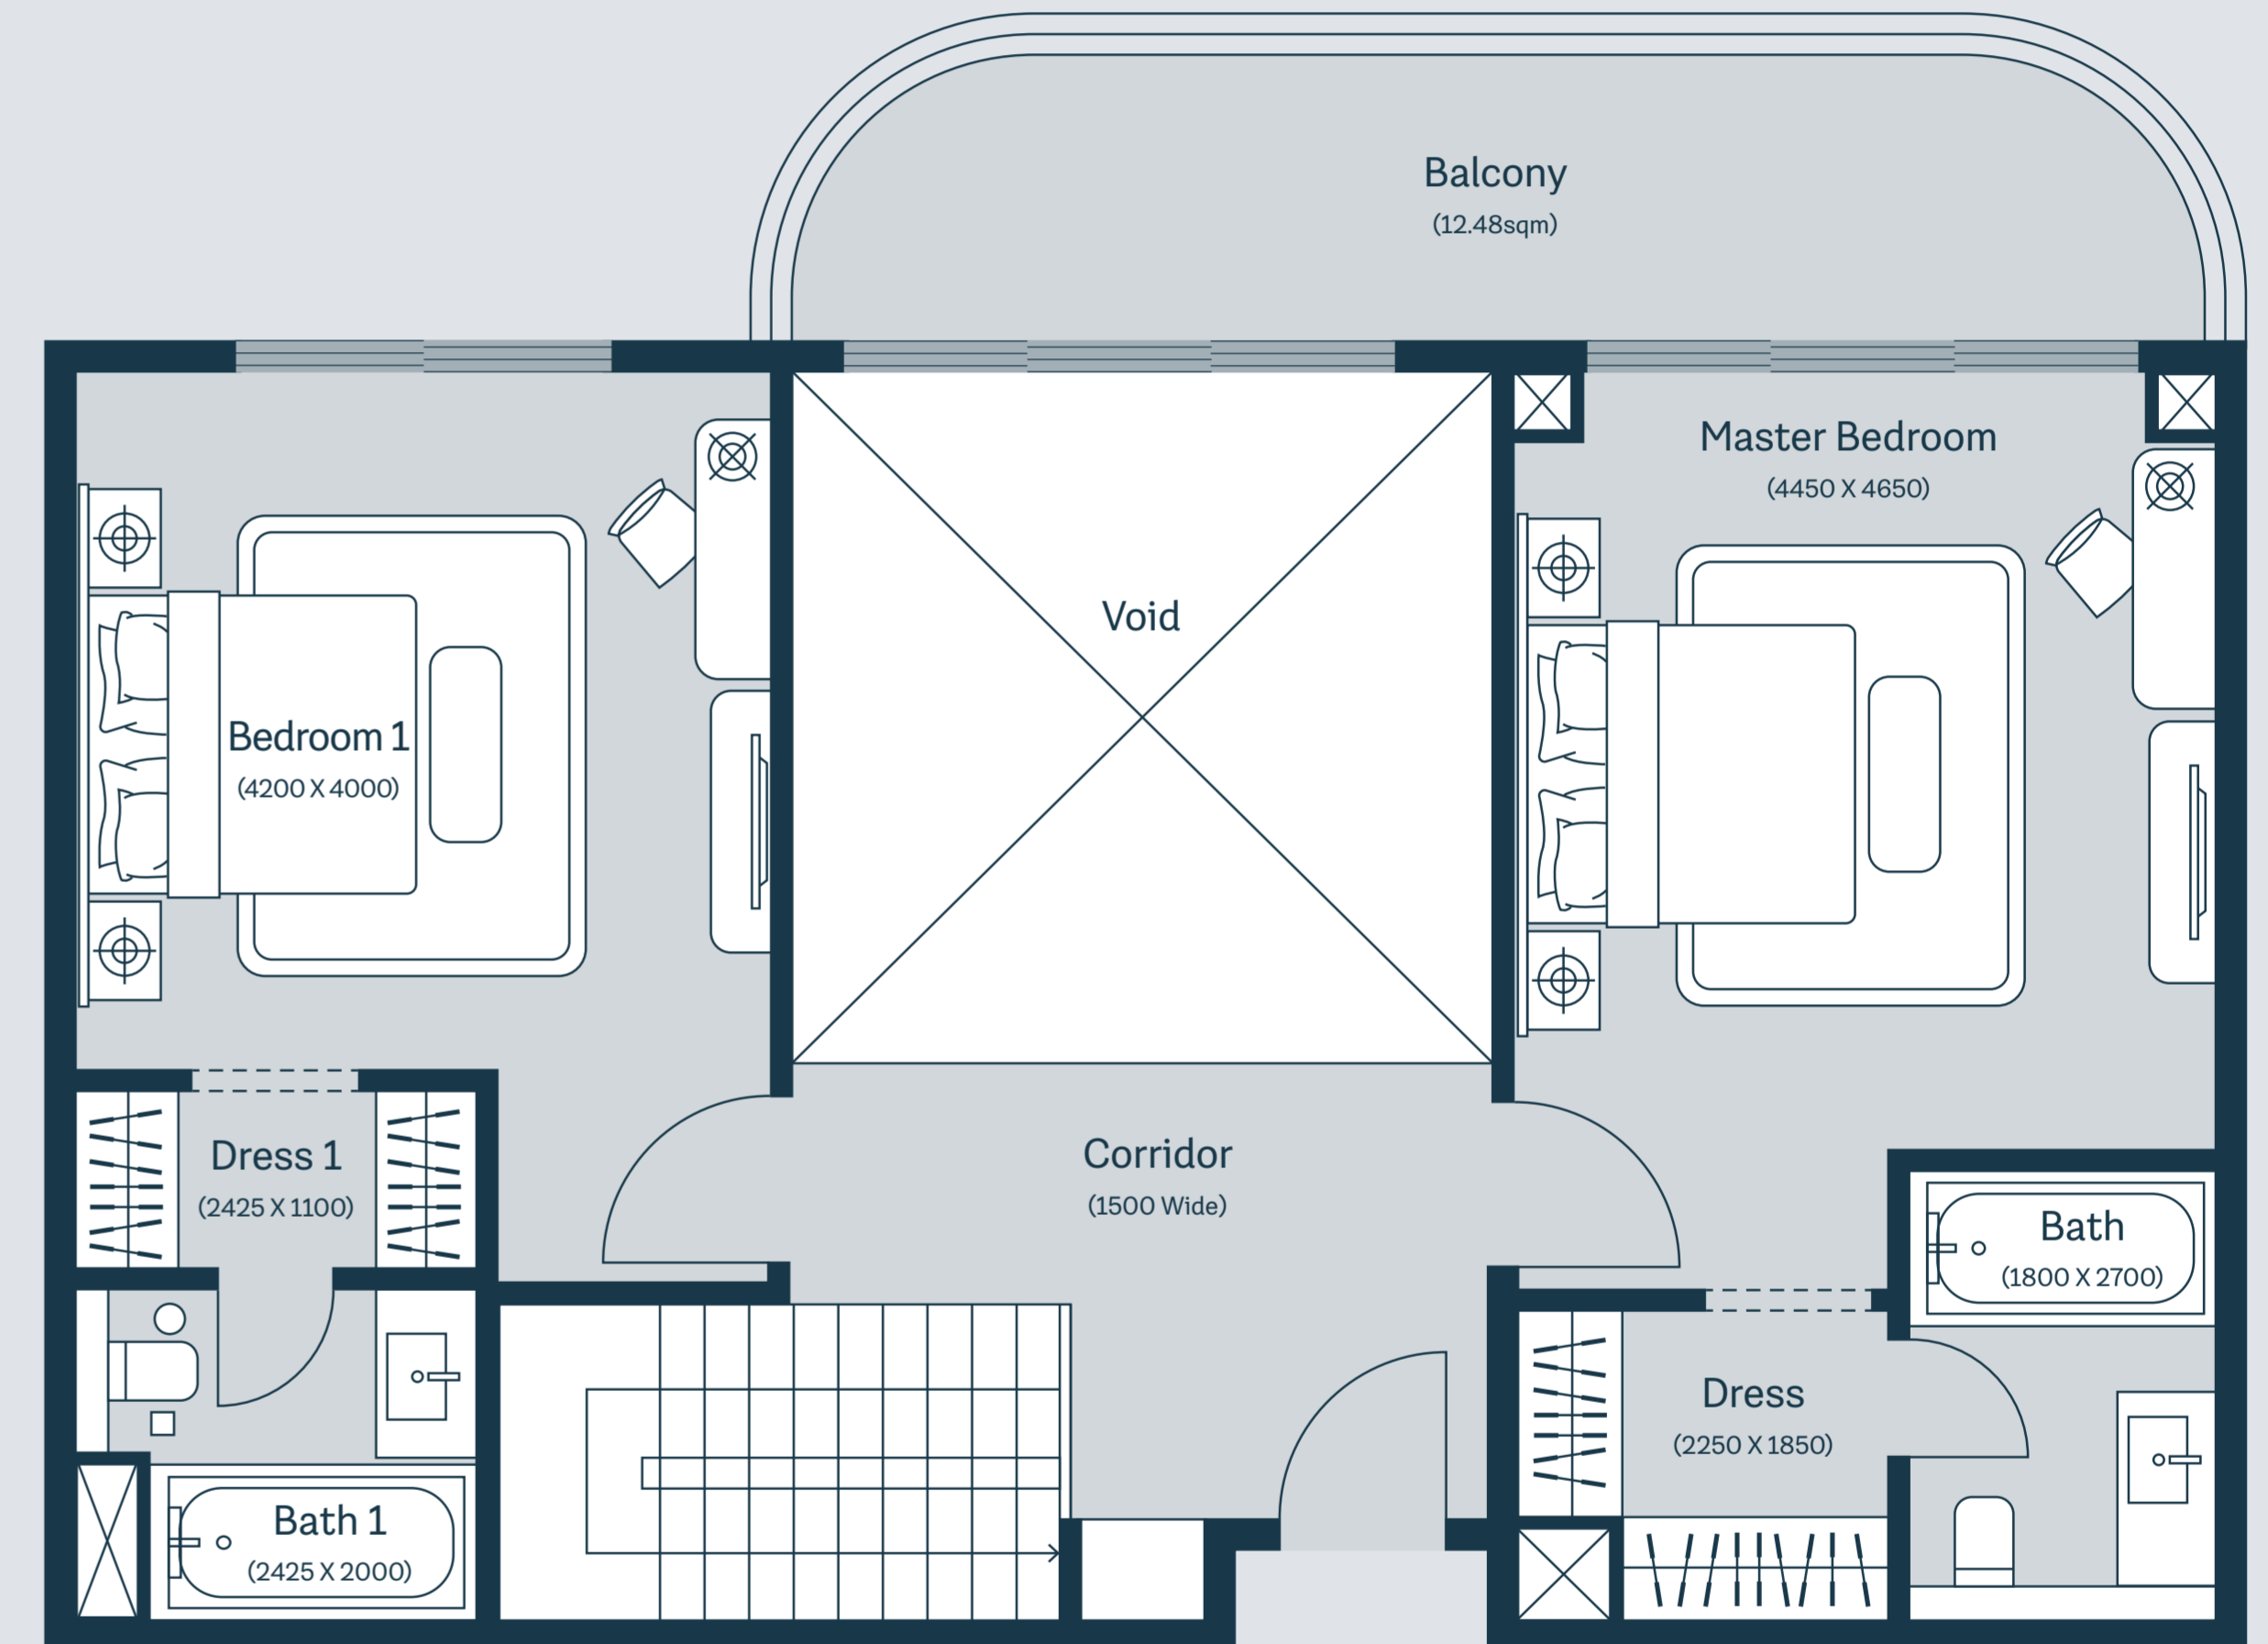 Balcony
(12.48sqm)
Master Bedroom
(4450 X 4650)
Void
Bedroom 1
(4200 X 4000)
Dress 1
(2425 X 1100)
Corridor
(1500 Wide)
Bath
(1800 X 2700)
Dress
(2250 X 1850)
Bath 1
(2425 X 2000)